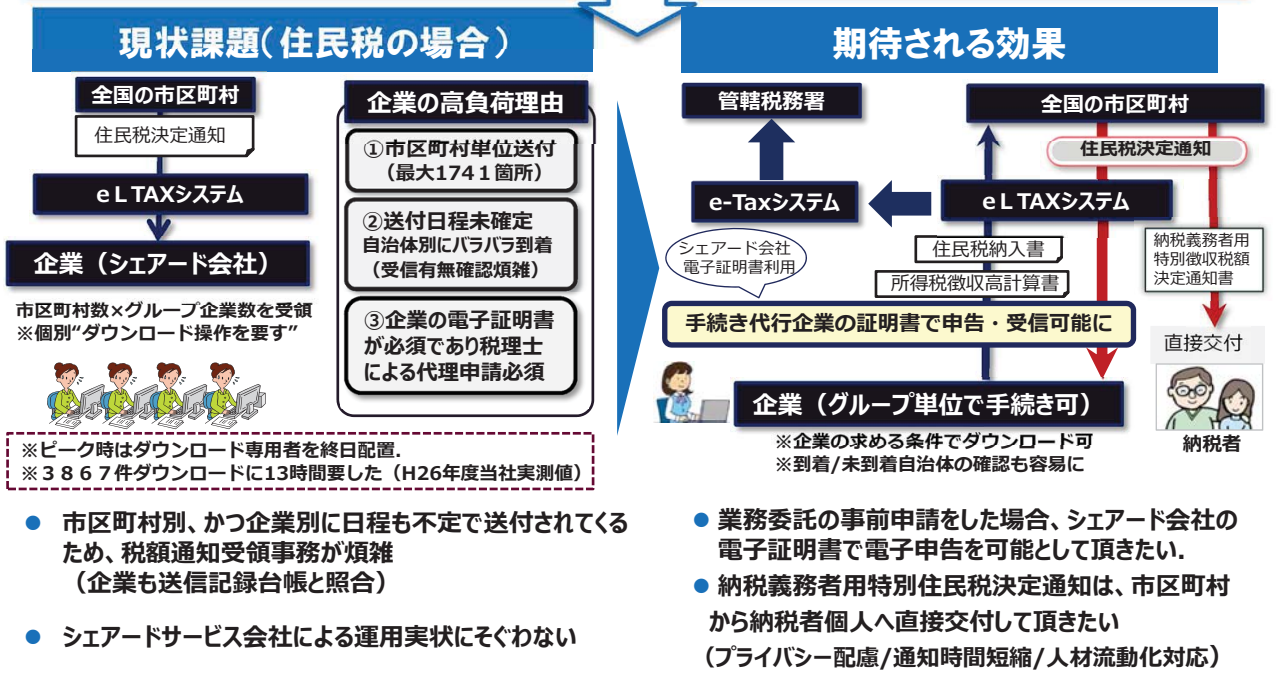 現状課題（住民税の場合）
全国の市区町村
住民税決定通知
eＬTAXシステム
企業（シェアード会社）
市区町村数×グループ企業数を受領
※個別“ダウンロード操作を要す”
企業の高負荷理由
①市区町村単位送付
（最大1741箇所）
②送付日程未確定
自治体別にバラバラ到着
（受信有無確認煩雑）
③企業の電子証明書
が必須であり税理士
による代理申請必須
※ピーク時はダウンロード専用者を終日配置.
※３８６７件ダウンロードに13時間要した（H26年度当社実測値）
● 市区町村別、かつ企業別に日程も不定で送付されてくる
ため、税額通知受領事務が煩雑
（企業も送信記録台帳と照合）
● シェアードサービス会社による運用実状にそぐわない
期待される効果
管轄税務署
全国の市区町村
住民税決定通知
e-Taxシステム
eＬTAXシステム
シェアード会社
電子証明書利用
住民税納入書
所得税徴収高計算書
納税義務者用
特別徴収税額
決定通知書
手続き代行企業の証明書で申告・受信可能に
直接交付
企業（グループ単位で手続き可）
納税者
※企業の求める条件でダウンロード可
※到着/未到着自治体の確認も容易に
● 業務委託の事前申請をした場合、シェアード会社の
電子証明書で電子申告を可能として頂きたい.
● 納税義務者用特別住民税決定通知は、市区町村
から納税者個人へ直接交付して頂きたい
（プライバシー配慮/通知時間短縮/人材流動化対応）